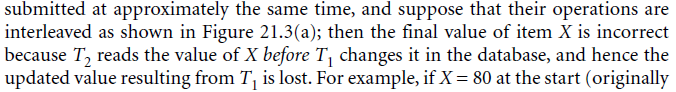 submitted at approximately the same time, and suppose that their operations are
interleaved as shown in Figure 21.3(a); then the final value of item X is incorrect
because T₂ reads the value of X before T₁ changes it in the database, and hence the
updated value resulting from T₁ is lost. For example, if X = 80 at the start (originally